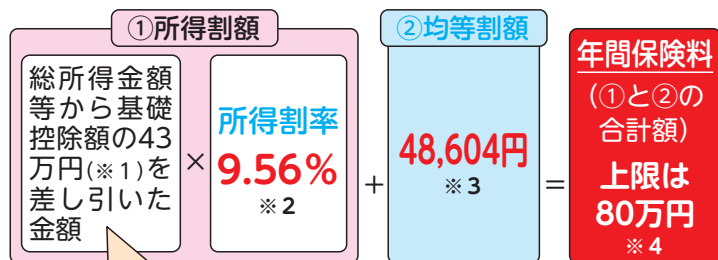 ①所得割額
総所得金額
等から基礎
控除額の43
万円(※1)を
差し引いた
金額
×
所得割率
9.56%
※2
+
②均等割額
48,604円
※3
=
年間保険料
(①と②の
合計額)
上限は
80万円
※4